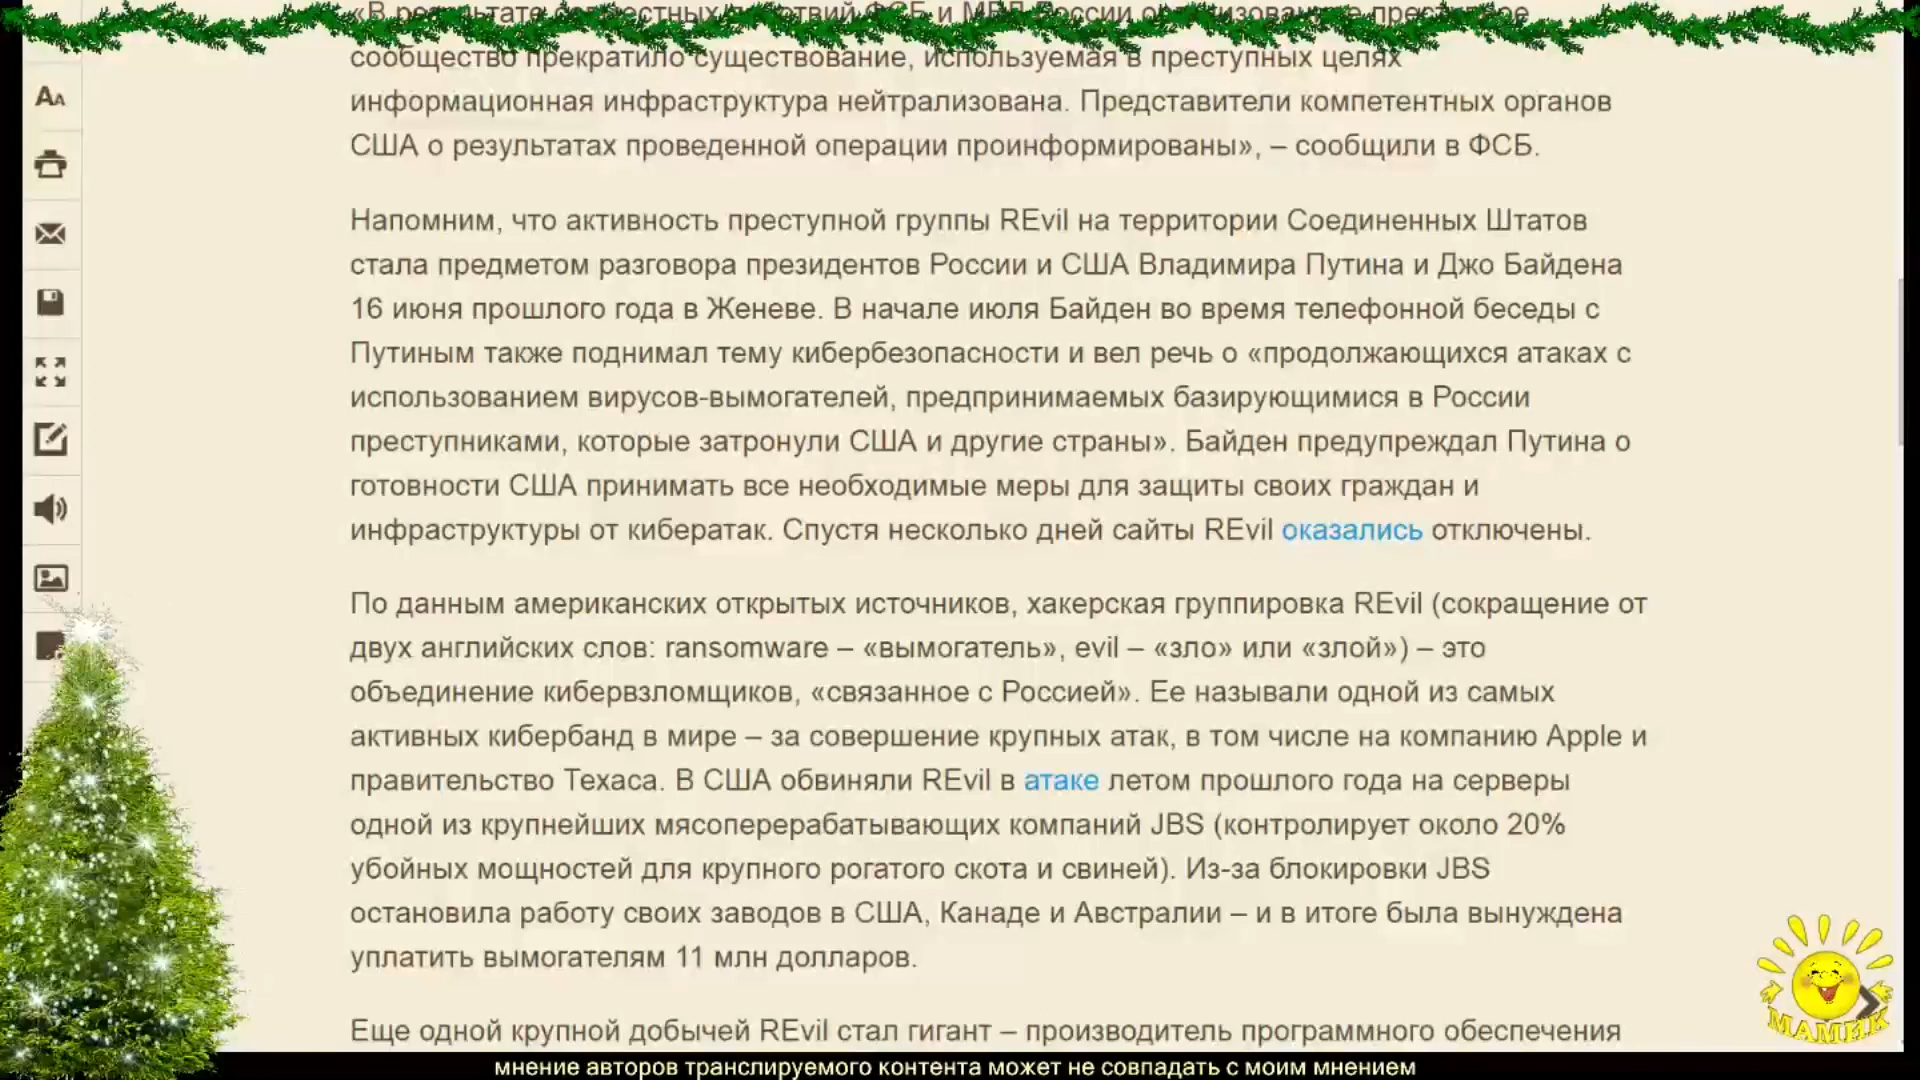 «В результате совместных действий ФСБ и МВД России организованное преступное
сообщество прекратило существование, используемая в преступных целях
информационная инфраструктура нейтрализована. Представители компетентных органов
США о результатах проведенной операции проинформированы», – сообщили в ФСБ.
Напомним, что активность преступной группы REvil на территории Соединенных Штатов
стала предметом разговора президентов России и США Владимира Путина и Джо Байдена
16 июня прошлого года в Женеве. В начале июля Байден во время телефонной беседы с
Путиным также поднимал тему кибербезопасности и вел речь о «продолжающихся атаках с
использованием вирусов-вымогателей, предпринимаемых базирующимися в России
преступниками, которые затронули США и другие страны». Байден предупреждал Путина о
готовности США принимать все необходимые меры для защиты своих граждан и
инфраструктуры от кибератак. Спустя несколько дней сайты REvil оказались отключены.
По данным американских открытых источников, хакерская группировка REvil (сокращение от
двух английских слов: ransomware – «вымогатель», evil – «зло» или «злой») – это
объединение кибервзломщиков, «связанное с Россией». Ее называли одной из самых
активных кибербанд в мире – за совершение крупных атак, в том числе на компанию Apple и
правительство Техаса. В США обвиняли REvil в атаке летом прошлого года на серверы
одной из крупнейших мясоперерабатывающих компаний JBS (контролирует около 20%
убойных мощностей для крупного рогатого скота и свиней). Из-за блокировки JBS
остановила работу своих заводов в США, Канаде и Австралии – и в итоге была вынуждена
уплатить вымогателям 11 млн долларов.
Еще одной крупной добычей REvil стал гигант – производитель программного обеспечения
МАМИК
мнение авторов транслируемого контента может не совпадать с моим мнением